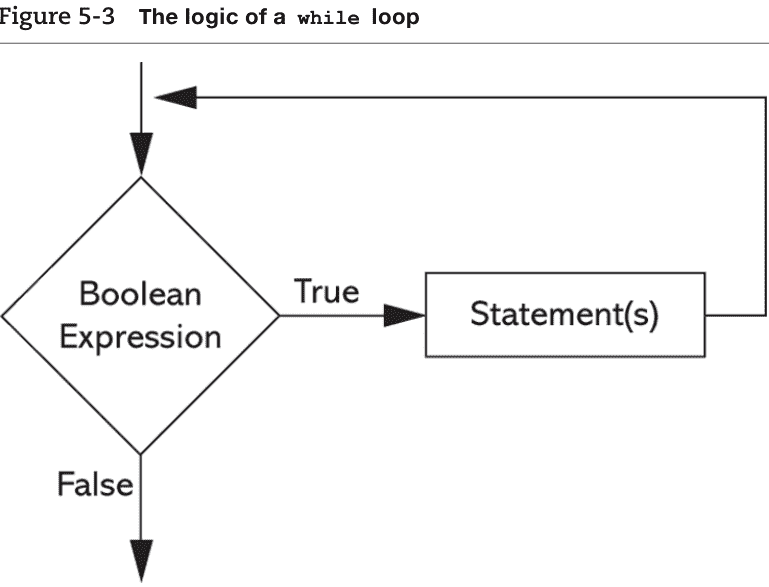 Figure 5-3 The logic of a while loop
Boolean
Expression
True
Statement(s)
False